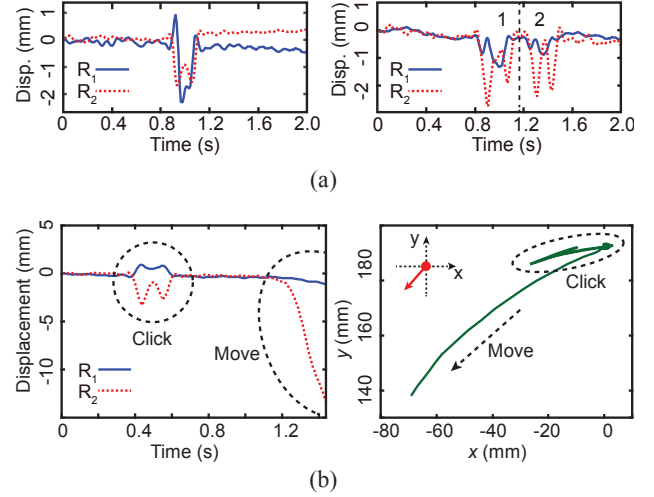 1
0
-1
-2
Disp. (mm)
R1
R2
0
0.4
0.8
1.2
1.6
2.0
Time (s)
1
0
-1
-2
Disp. (mm)
1
2
R1
R2
0
0.4
0.8
1.2
1.6
2.0
Time (s)
(a)
5
0
-5
-10
Displacement (mm)
Click
Move
R1
R2
0
0.4
0.8
1.2
Time (s)
180
160
140
y (mm)
y
x
Click
Move
-80
-60
-40
-20
0
x (mm)
(b)